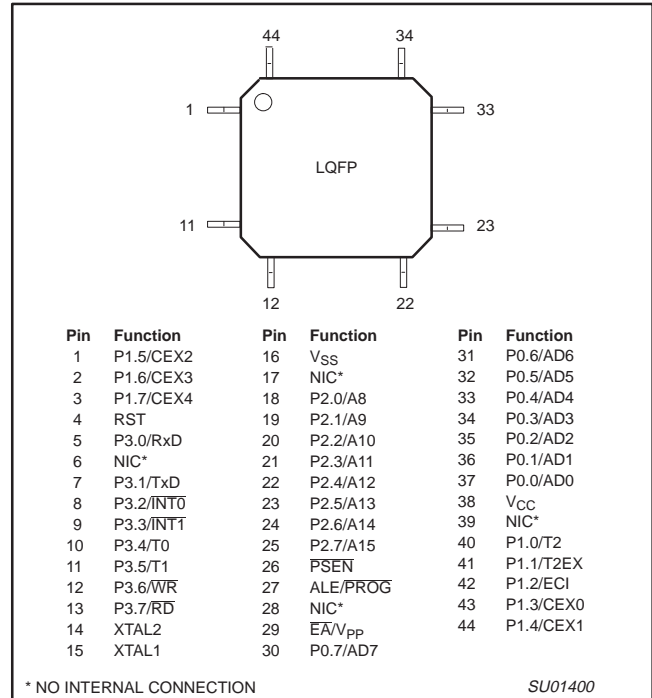 44 34
1 33
LQFP
11 23
12 22
Pin Function Pin Function Pin Function
1 P1.5/CEX2 16 VSS 31 P0.6/AD6
2 P1.6/CEX3 17 NIC* 32 P0.5/AD5
3 P1.7/CEX4 18 P2.0/A8 33 P0.4/AD4
4 RST 19 P2.1/A9 34 P0.3/AD3
5 P3.0/RxD 20 P2.2/A10 35 P0.2/AD2
6 NIC* 21 P2.3/A11 36 P0.1/AD1
7 P3.1/TxD 22 P2.4/A12 37 P0.0/AD0
8 P3.2/I̅N̅T̅0̅ 23 P2.5/A13 38 VCC
9 P3.3/I̅N̅T̅1̅ 24 P2.6/A14 39 NIC*
10 P3.4/T0 25 P2.7/A15 40 P1.0/T2
11 P3.5/T1 26 P̅S̅E̅N̅ 41 P1.1/T2EX
12 P3.6/W̅R̅ 27 ALE/P̅R̅O̅G̅ 42 P1.2/ECI
13 P3.7/R̅D̅ 28 NIC* 43 P1.3/CEX0
14 XTAL2 29 E̅A̅/VPP 44 P1.4/CEX1
15 XTAL1 30 P0.7/AD7
* NO INTERNAL CONNECTION SU01400